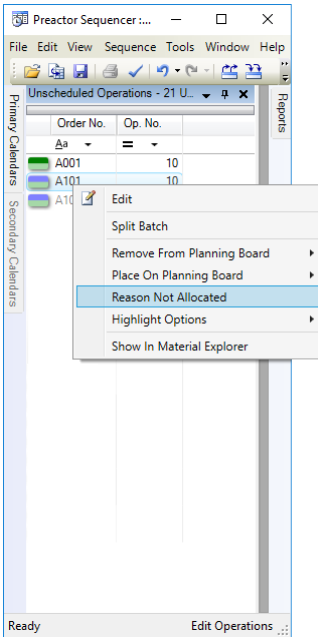 Preactor Sequencer :...
File Edit View Sequence Tools Window Help
Unscheduled Operations - 21 U...
Primary Calendars
Secondary Calendars
Reports
Order No. Op. No.
Aa =
A001 10
A101 10
A10
Edit
Split Batch
Remove From Planning Board
Place On Planning Board
Reason Not Allocated
Highlight Options
Show In Material Explorer
Ready Edit Operations